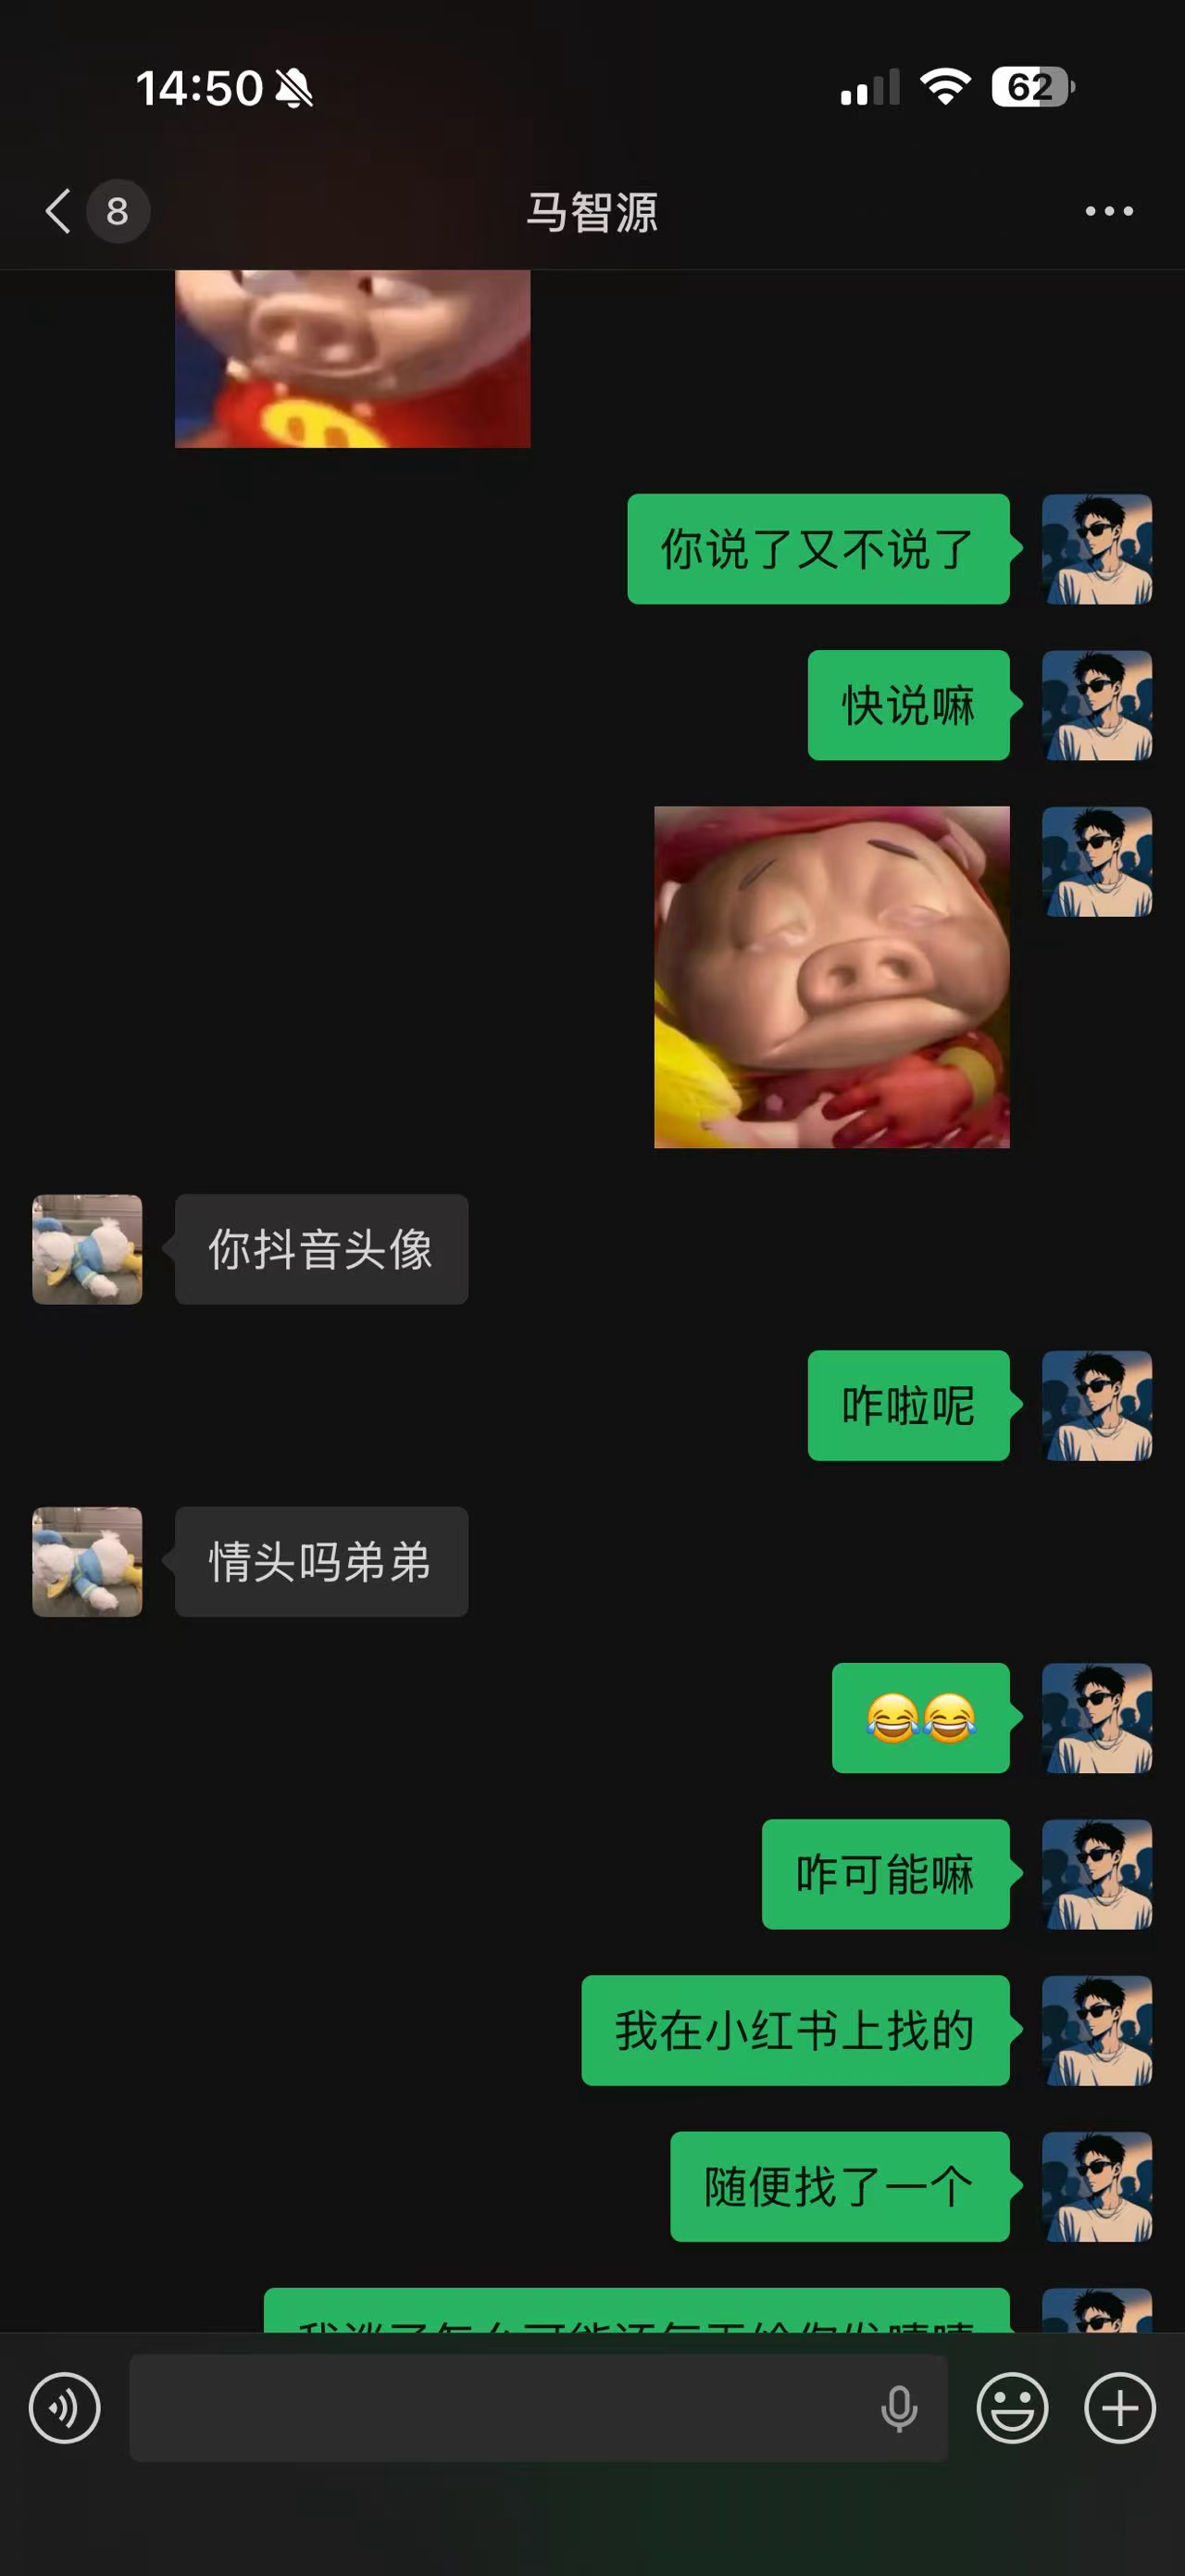 14:50
62
8
马智源
你说了又不说了
快说嘛
你抖音头像
咋啦呢
情头吗弟弟
😂😂
咋可能嘛
我在小红书上找的
随便找了一个